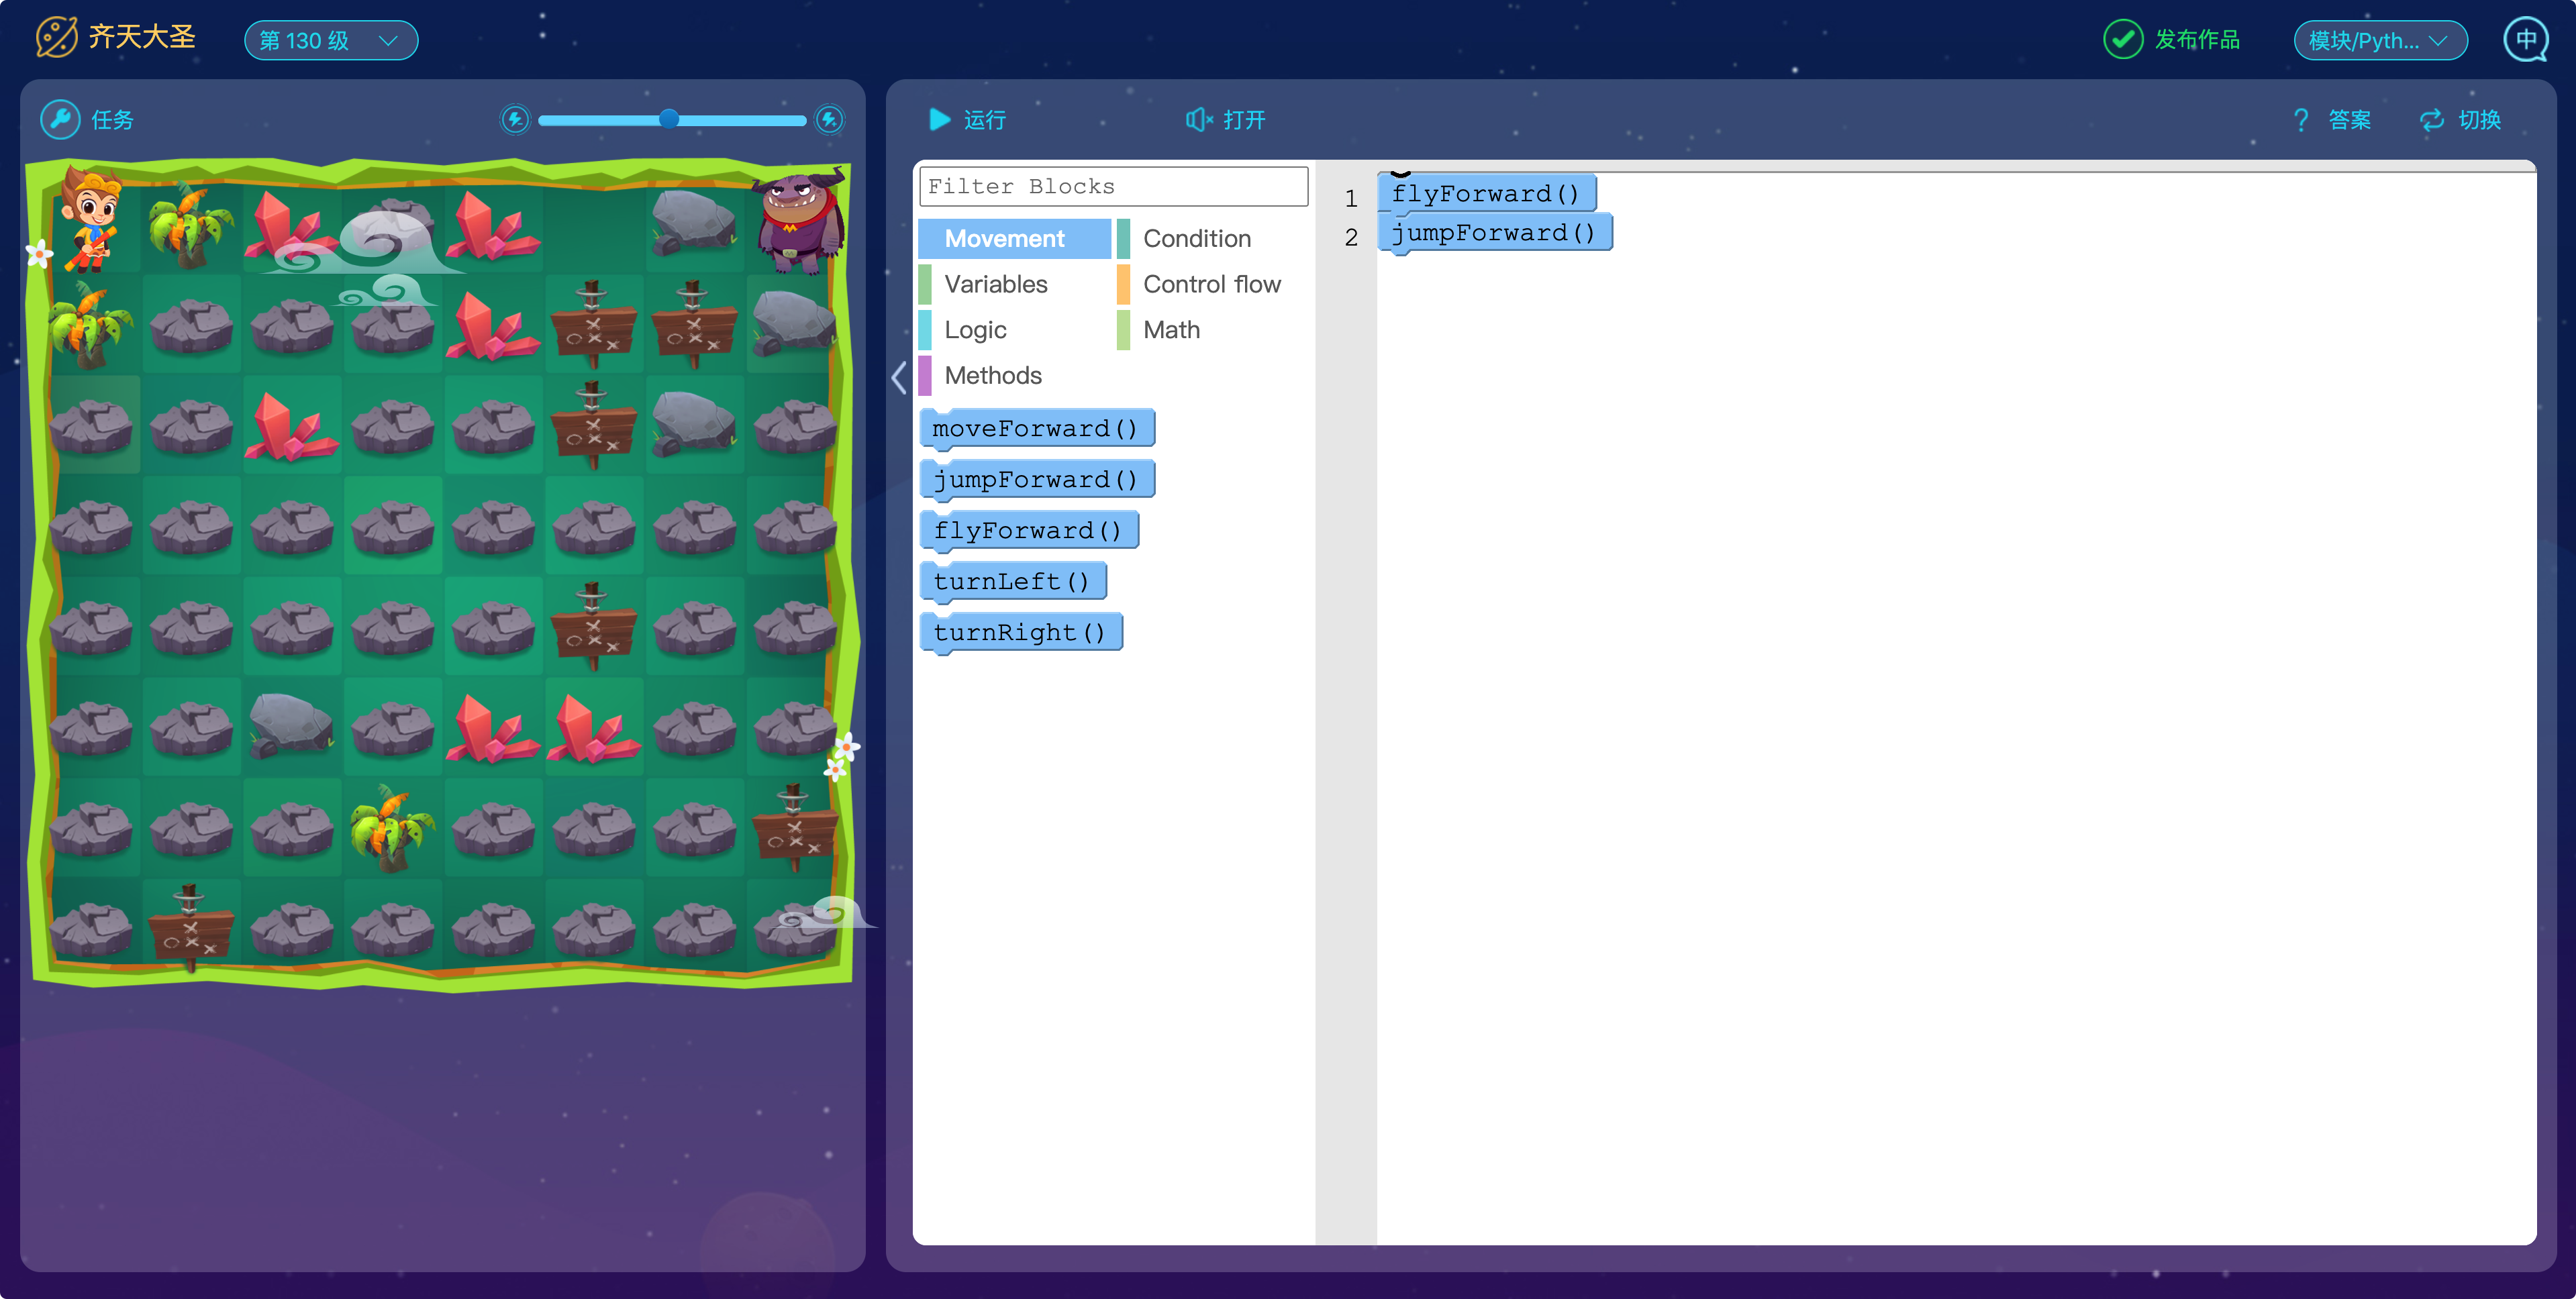 齐天大圣
第 130 级
发布作品
模块/Pyth...
中
任务
运行
打开
? 答案
切换
Filter Blocks
Movement
Condition
Variables
Control flow
Logic
Math
Methods
moveForward()
jumpForward()
flyForward()
turnLeft()
turnRight()
1 flyForward()
2 jumpForward()